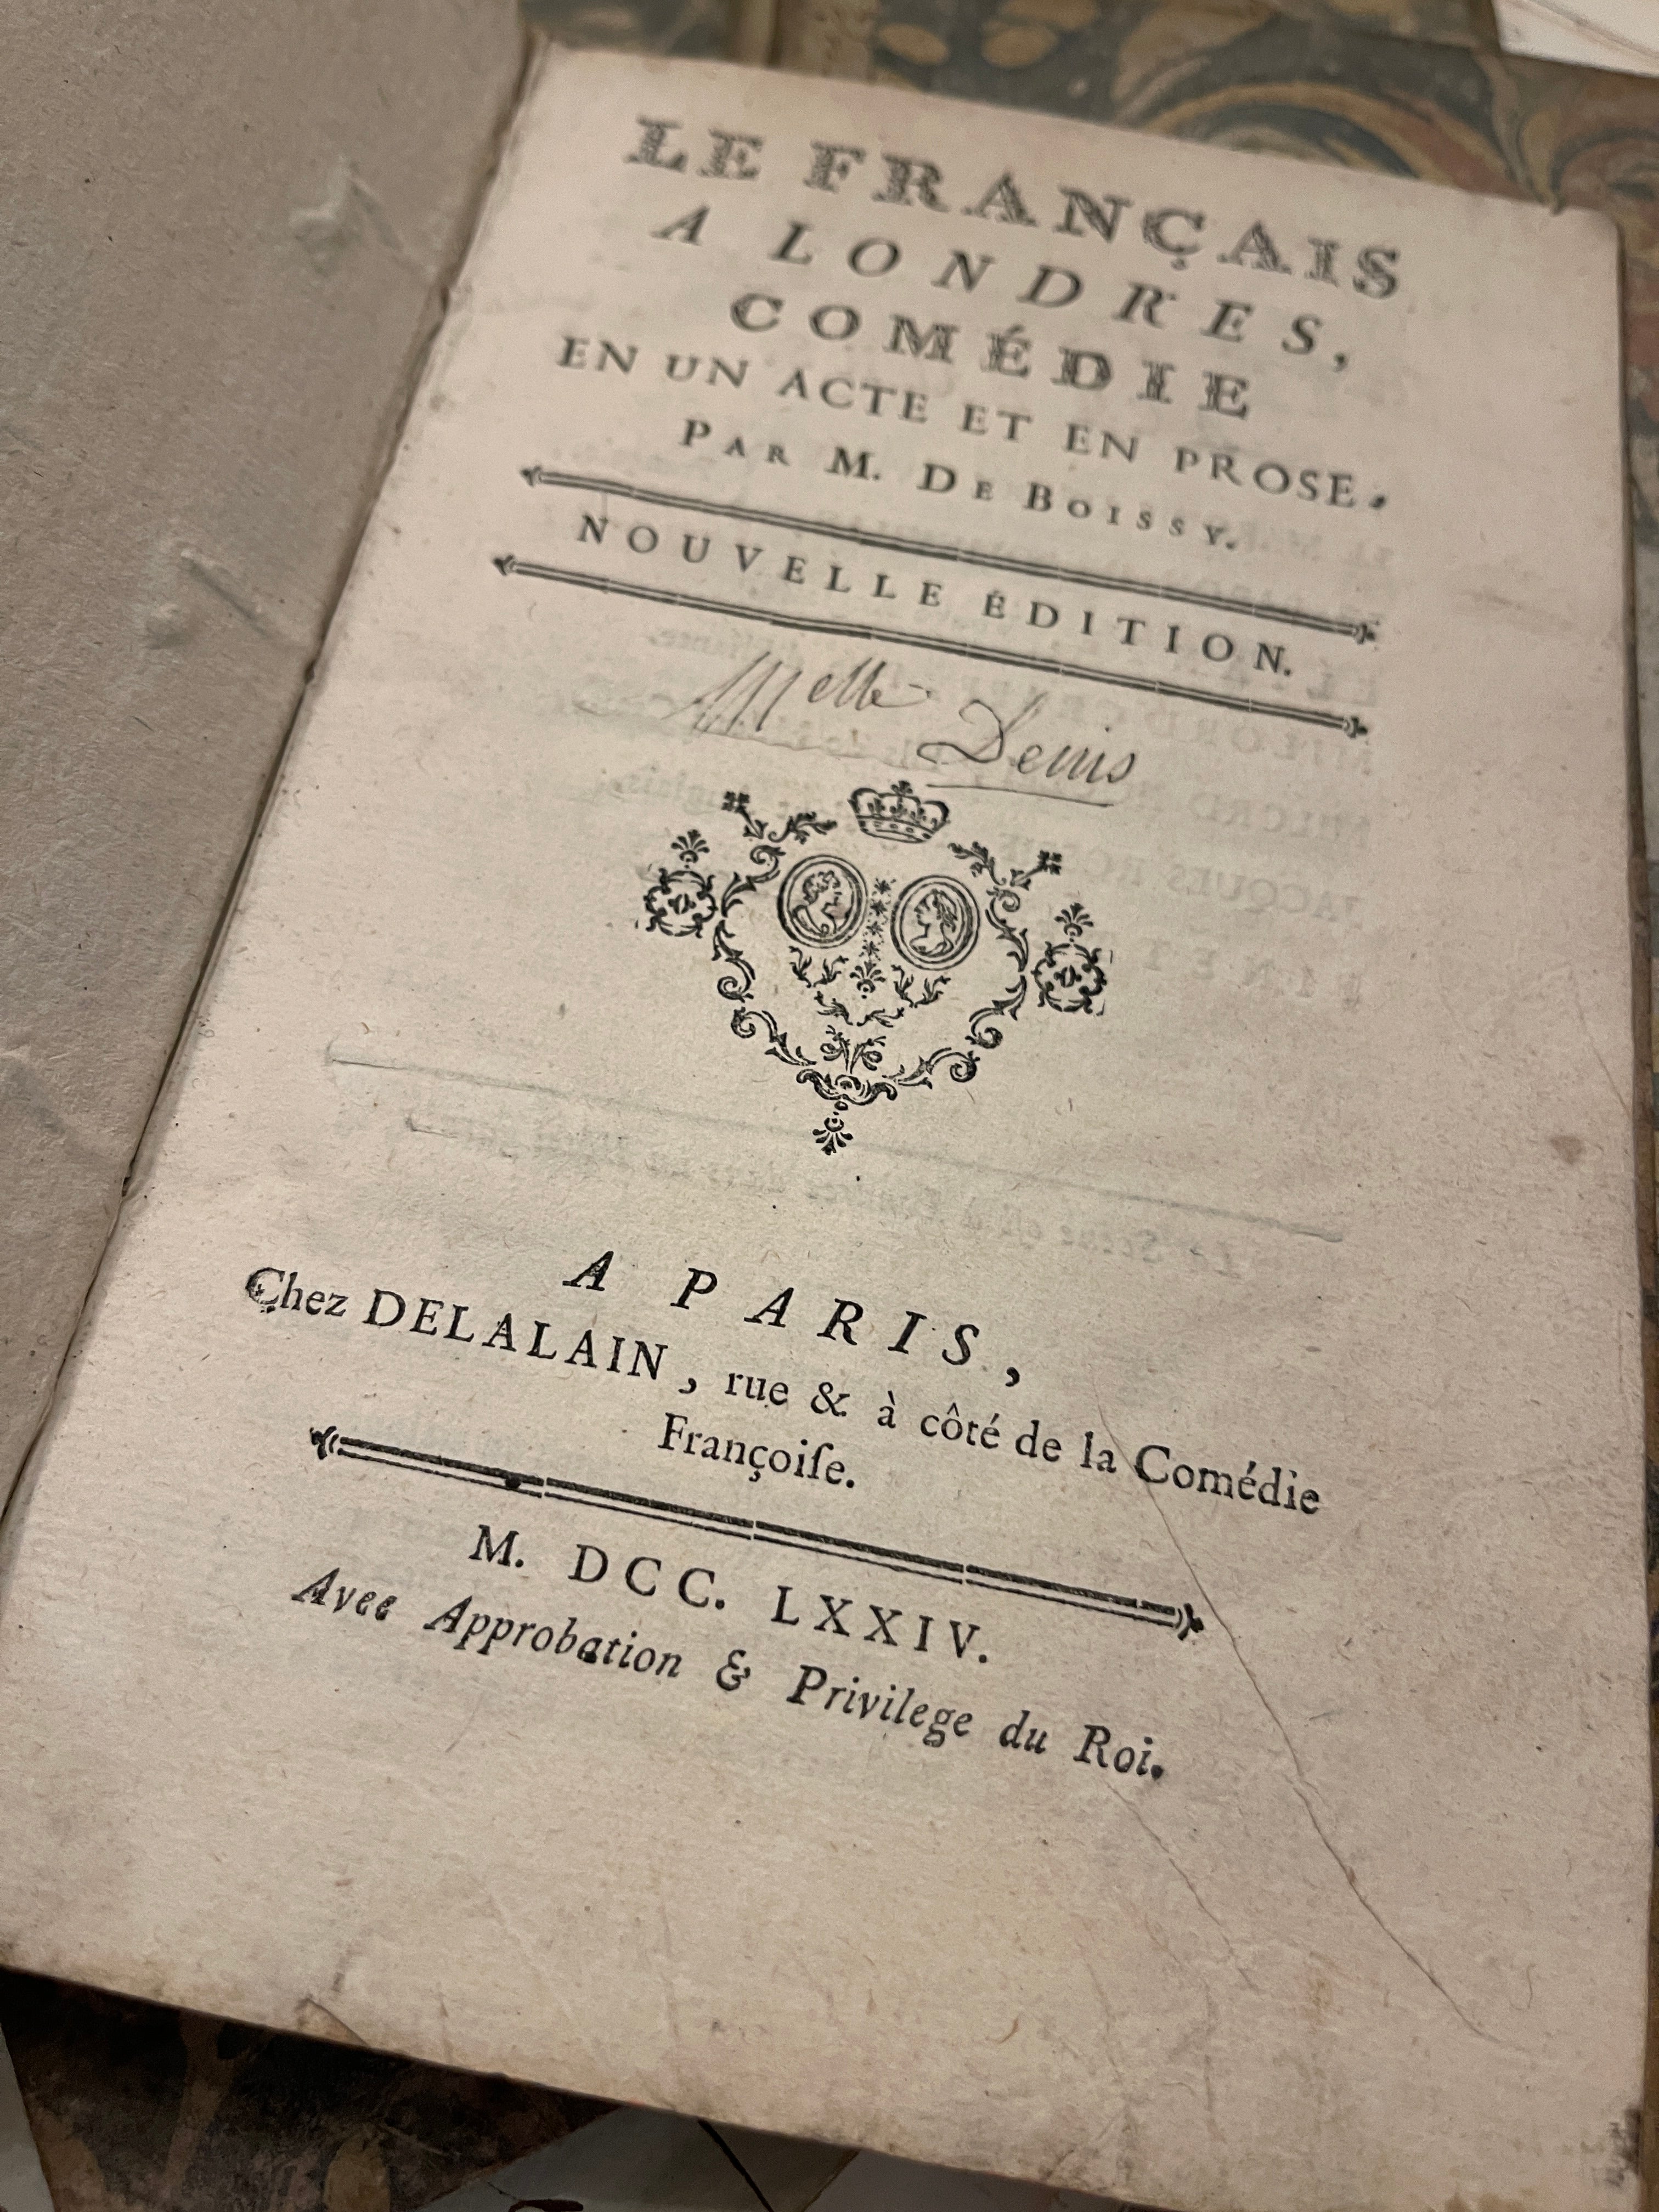 LE FRANÇAIS
A LONDRES,
COMÉDIE
EN UN ACTE ET EN PROSE.
PAR M. DE BOISSY.
NOUVELLE ÉDITION.
Melle Denis
A PARIS,
Chez DELALAIN, rue & à côté de la Comédie
Françoiſe.
M. DCC. LXXIV.
Avec Approbation & Privilege du Roi.